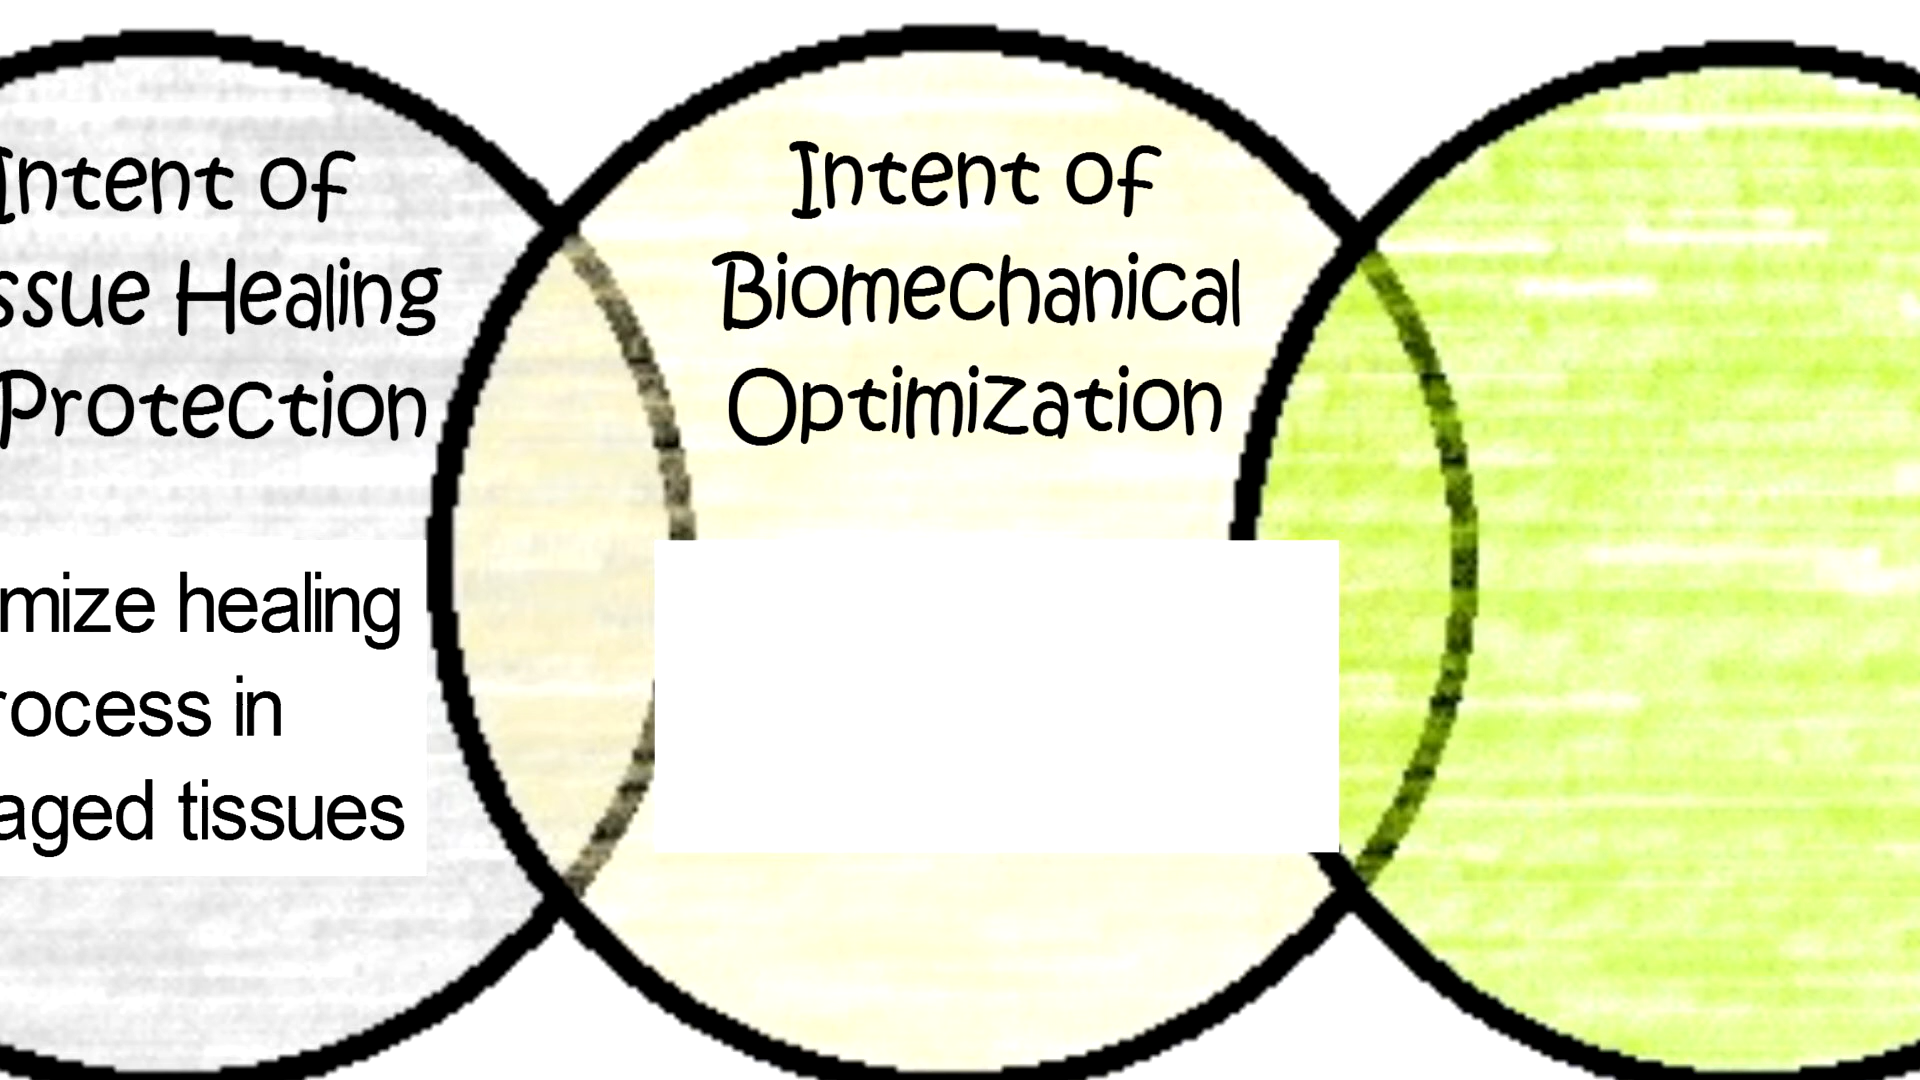 Intent of
ssue Healing
Protection
mize healing
rocess in
aged tissues
Intent of
Biomechanical
Optimization